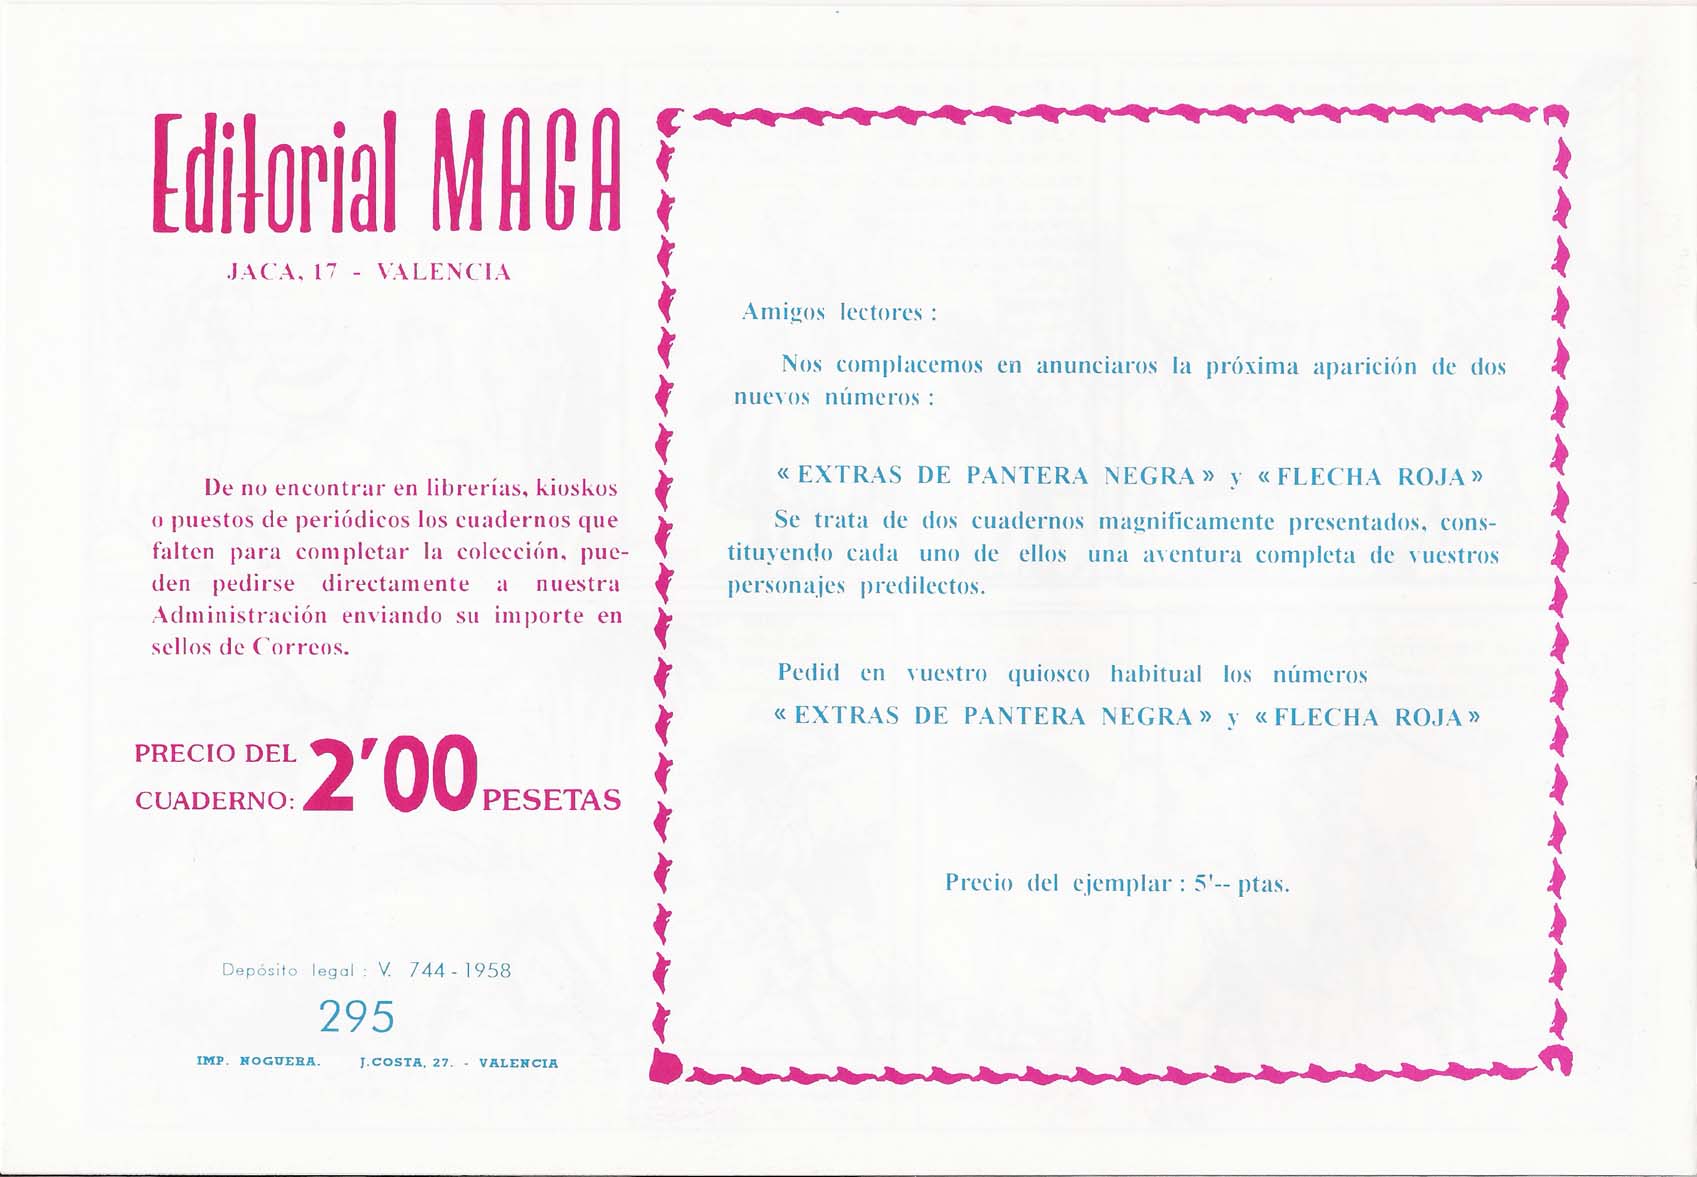 Editorial MAGA
JACA, 17 - VALENCIA
De no encontrar en librerías, kioskos
o puestos de periódicos los cuadernos que
falten para completar la colección, pue-
den pedirse directamente a nuestra
Administración enviando su importe en
sellos de Correos.
PRECIO DEL
CUADERNO: 2'00 PESETAS
Depósito legal : V. 744 - 1958
295
IMP. NOGUERA. J. COSTA, 27. - VALENCIA
Amigos lectores :
Nos complacemos en anunciaros la próxima aparición de dos
nuevos números :
« EXTRAS DE PANTERA NEGRA » y « FLECHA ROJA »
Se trata de dos cuadernos magnificamente presentados, cons-
tituyendo cada uno de ellos una aventura completa de vuestros
personajes predilectos.
Pedid en vuestro quiosco habitual los números
« EXTRAS DE PANTERA NEGRA » y « FLECHA ROJA »
Precio del ejemplar : 5'-- ptas.